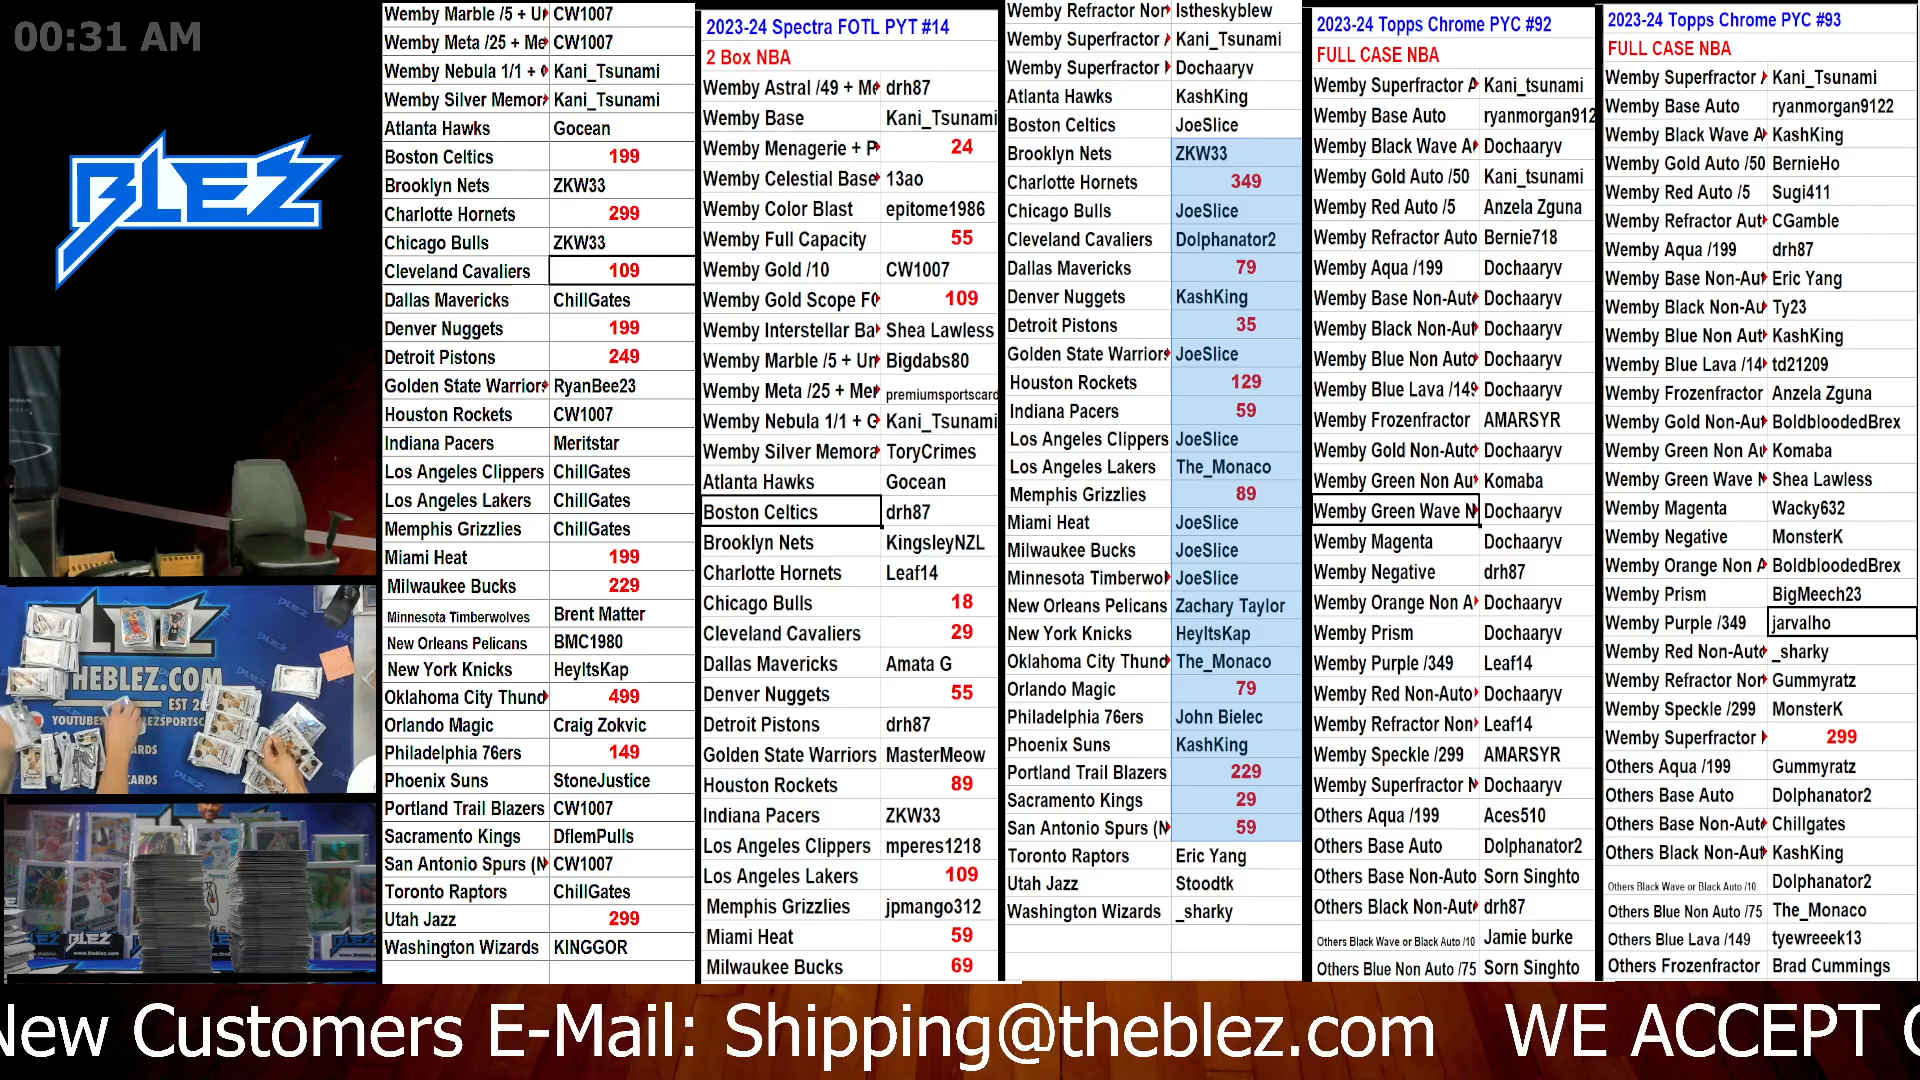 00:31 AM
BLEZ
THEBLEZ.COM
Wemby Marble /5 + Ur CW1007
Wemby Meta /25 + Me CW1007
Wemby Nebula 1/1 + Kani_Tsunami
Wemby Silver Memor Kani_Tsunami
Atlanta Hawks Gocean
Boston Celtics 199
Brooklyn Nets ZKW33
Charlotte Hornets 299
Chicago Bulls ZKW33
Cleveland Cavaliers 109
Dallas Mavericks ChillGates
Denver Nuggets 199
Detroit Pistons 249
Golden State Warriors RyanBee23
Houston Rockets CW1007
Indiana Pacers Meritstar
Los Angeles Clippers ChillGates
Los Angeles Lakers ChillGates
Memphis Grizzlies ChillGates
Miami Heat 199
Milwaukee Bucks 229
Minnesota Timberwolves Brent Matter
New Orleans Pelicans BMC1980
New York Knicks HeyItsKap
Oklahoma City Thund 499
Orlando Magic Craig Zokvic
Philadelphia 76ers 149
Phoenix Suns StoneJustice
Portland Trail Blazers CW1007
Sacramento Kings DflemPulls
San Antonio Spurs (N CW1007
Toronto Raptors ChillGates
Utah Jazz 299
Washington Wizards KINGGOR
2023-24 Spectra FOTL PYT #14
2 Box NBA
Wemby Astral /49 + Me drh87
Wemby Base Kani_Tsunami
Wemby Menagerie + P 24
Wemby Celestial Base 13ao
Wemby Color Blast epitome1986
Wemby Full Capacity 55
Wemby Gold /10 CW1007
Wemby Gold Scope FO 109
Wemby Interstellar Ba Shea Lawless
Wemby Marble /5 + Ur Bigdabs80
Wemby Meta /25 + Mer premiumsportscard
Wemby Nebula 1/1 + G Kani_Tsunami
Wemby Silver Memora ToryCrimes
Atlanta Hawks Gocean
Boston Celtics drh87
Brooklyn Nets KingsleyNZL
Charlotte Hornets Leaf14
Chicago Bulls 18
Cleveland Cavaliers 29
Dallas Mavericks Amata G
Denver Nuggets 55
Detroit Pistons drh87
Golden State Warriors MasterMeow
Houston Rockets 89
Indiana Pacers ZKW33
Los Angeles Clippers mperes1218
Los Angeles Lakers 109
Memphis Grizzlies jpmango312
Miami Heat 59
Milwaukee Bucks 69
Wemby Refractor Nor Istheskyblew
Wemby Superfractor Kani_Tsunami
Wemby Superfractor Dochaaryv
Atlanta Hawks KashKing
Boston Celtics JoeSlice
Brooklyn Nets ZKW33
Charlotte Hornets 349
Chicago Bulls JoeSlice
Cleveland Cavaliers Dolphanator2
Dallas Mavericks 79
Denver Nuggets KashKing
Detroit Pistons 35
Golden State Warriors JoeSlice
Houston Rockets 129
Indiana Pacers 59
Los Angeles Clippers JoeSlice
Los Angeles Lakers The_Monaco
Memphis Grizzlies 89
Miami Heat JoeSlice
Milwaukee Bucks JoeSlice
Minnesota Timberwol JoeSlice
New Orleans Pelicans Zachary Taylor
New York Knicks HeyItsKap
Oklahoma City Thund The_Monaco
Orlando Magic 79
Philadelphia 76ers John Bielec
Phoenix Suns KashKing
Portland Trail Blazers 229
Sacramento Kings 29
San Antonio Spurs (N 59
Toronto Raptors Eric Yang
Utah Jazz Stoodtk
Washington Wizards _sharky
2023-24 Topps Chrome PYC #92
FULL CASE NBA
Wemby Superfractor A Kani_tsunami
Wemby Base Auto ryanmorgan912
Wemby Black Wave A Dochaaryv
Wemby Gold Auto /50 Kani_tsunami
Wemby Red Auto /5 Anzela Zguna
Wemby Refractor Auto Bernie718
Wemby Aqua /199 Dochaaryv
Wemby Base Non-Auto Dochaaryv
Wemby Black Non-Aut Dochaaryv
Wemby Blue Non Auto Dochaaryv
Wemby Blue Lava /149 Dochaaryv
Wemby Frozenfractor AMARSYR
Wemby Gold Non-Auto Dochaaryv
Wemby Green Non Au Komaba
Wemby Green Wave N Dochaaryv
Wemby Magenta Dochaaryv
Wemby Negative drh87
Wemby Orange Non A Dochaaryv
Wemby Prism Dochaaryv
Wemby Purple /349 Leaf14
Wemby Red Non-Auto Dochaaryv
Wemby Refractor Non Leaf14
Wemby Speckle /299 AMARSYR
Wemby Superfractor N Dochaaryv
Others Aqua /199 Aces510
Others Base Auto Dolphanator2
Others Base Non-Auto Sorn Singhto
Others Black Non-Aut drh87
Others Black Wave or Black Auto /10 Jamie burke
Others Blue Non Auto /75 Sorn Singhto
2023-24 Topps Chrome PYC #93
FULL CASE NBA
Wemby Superfractor Kani_Tsunami
Wemby Base Auto ryanmorgan9122
Wemby Black Wave A KashKing
Wemby Gold Auto /50 BernieHo
Wemby Red Auto /5 Sugi411
Wemby Refractor Aut CGamble
Wemby Aqua /199 drh87
Wemby Base Non-Aut Eric Yang
Wemby Black Non-Au Ty23
Wemby Blue Non Aut KashKing
Wemby Blue Lava /14 td21209
Wemby Frozenfractor Anzela Zguna
Wemby Gold Non-Aut BoldbloodedBrex
Wemby Green Non Au Komaba
Wemby Green Wave N Shea Lawless
Wemby Magenta Wacky632
Wemby Negative MonsterK
Wemby Orange Non A BoldbloodedBrex
Wemby Prism BigMeech23
Wemby Purple /349 jarvalho
Wemby Red Non-Auto _sharky
Wemby Refractor Nor Gummyratz
Wemby Speckle /299 MonsterK
Wemby Superfractor 299
Others Aqua /199 Gummyratz
Others Base Auto Dolphanator2
Others Base Non-Auto Chillgates
Others Black Non-Aut KashKing
Others Black Wave or Black Auto /10 Dolphanator2
Others Blue Non Auto /75 The_Monaco
Others Blue Lava /149 tyewreeek13
Others Frozenfractor Brad Cummings
New Customers E-Mail: Shipping@theblez.com WE ACCEPT